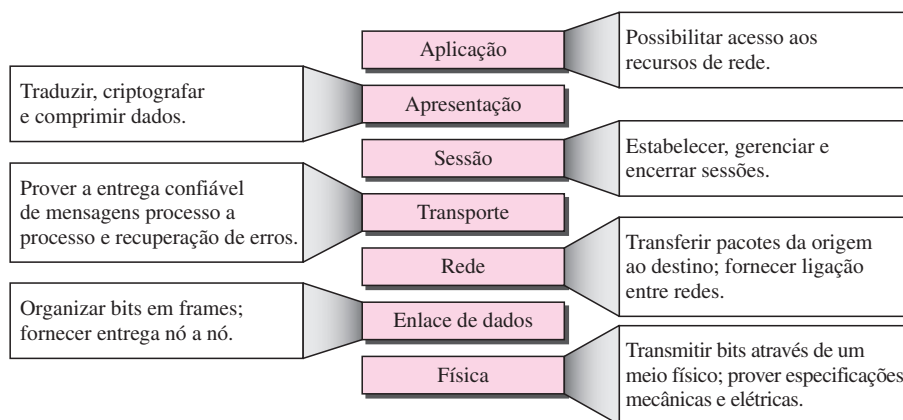 Aplicação
Possibilitar acesso aos
recursos de rede.
Traduzir, criptografar
e comprimir dados.
Apresentação
Sessão
Estabelecer, gerenciar e
encerrar sessões.
Prover a entrega confiável
de mensagens processo a
processo e recuperação de erros.
Transporte
Rede
Transferir pacotes da origem
ao destino; fornecer ligação
entre redes.
Organizar bits em frames;
fornecer entrega nó a nó.
Enlace de dados
Física
Transmitir bits através de um
meio físico; prover especificações
mecânicas e elétricas.